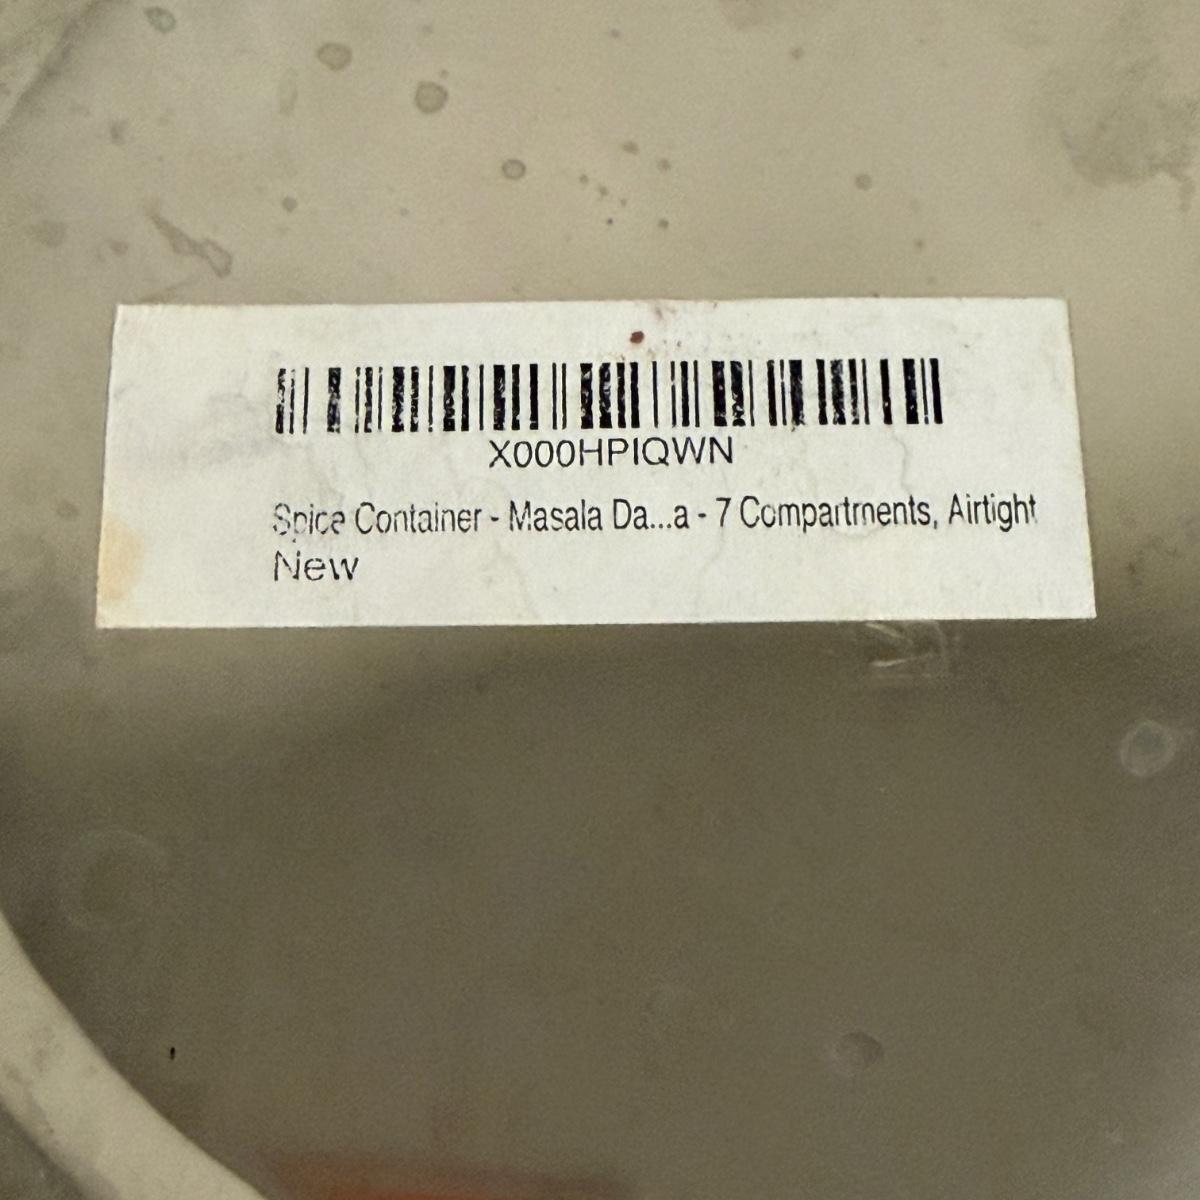 X000HPIQWN
Spice Container - Masala Da...a - 7 Compartments, Airtight
New